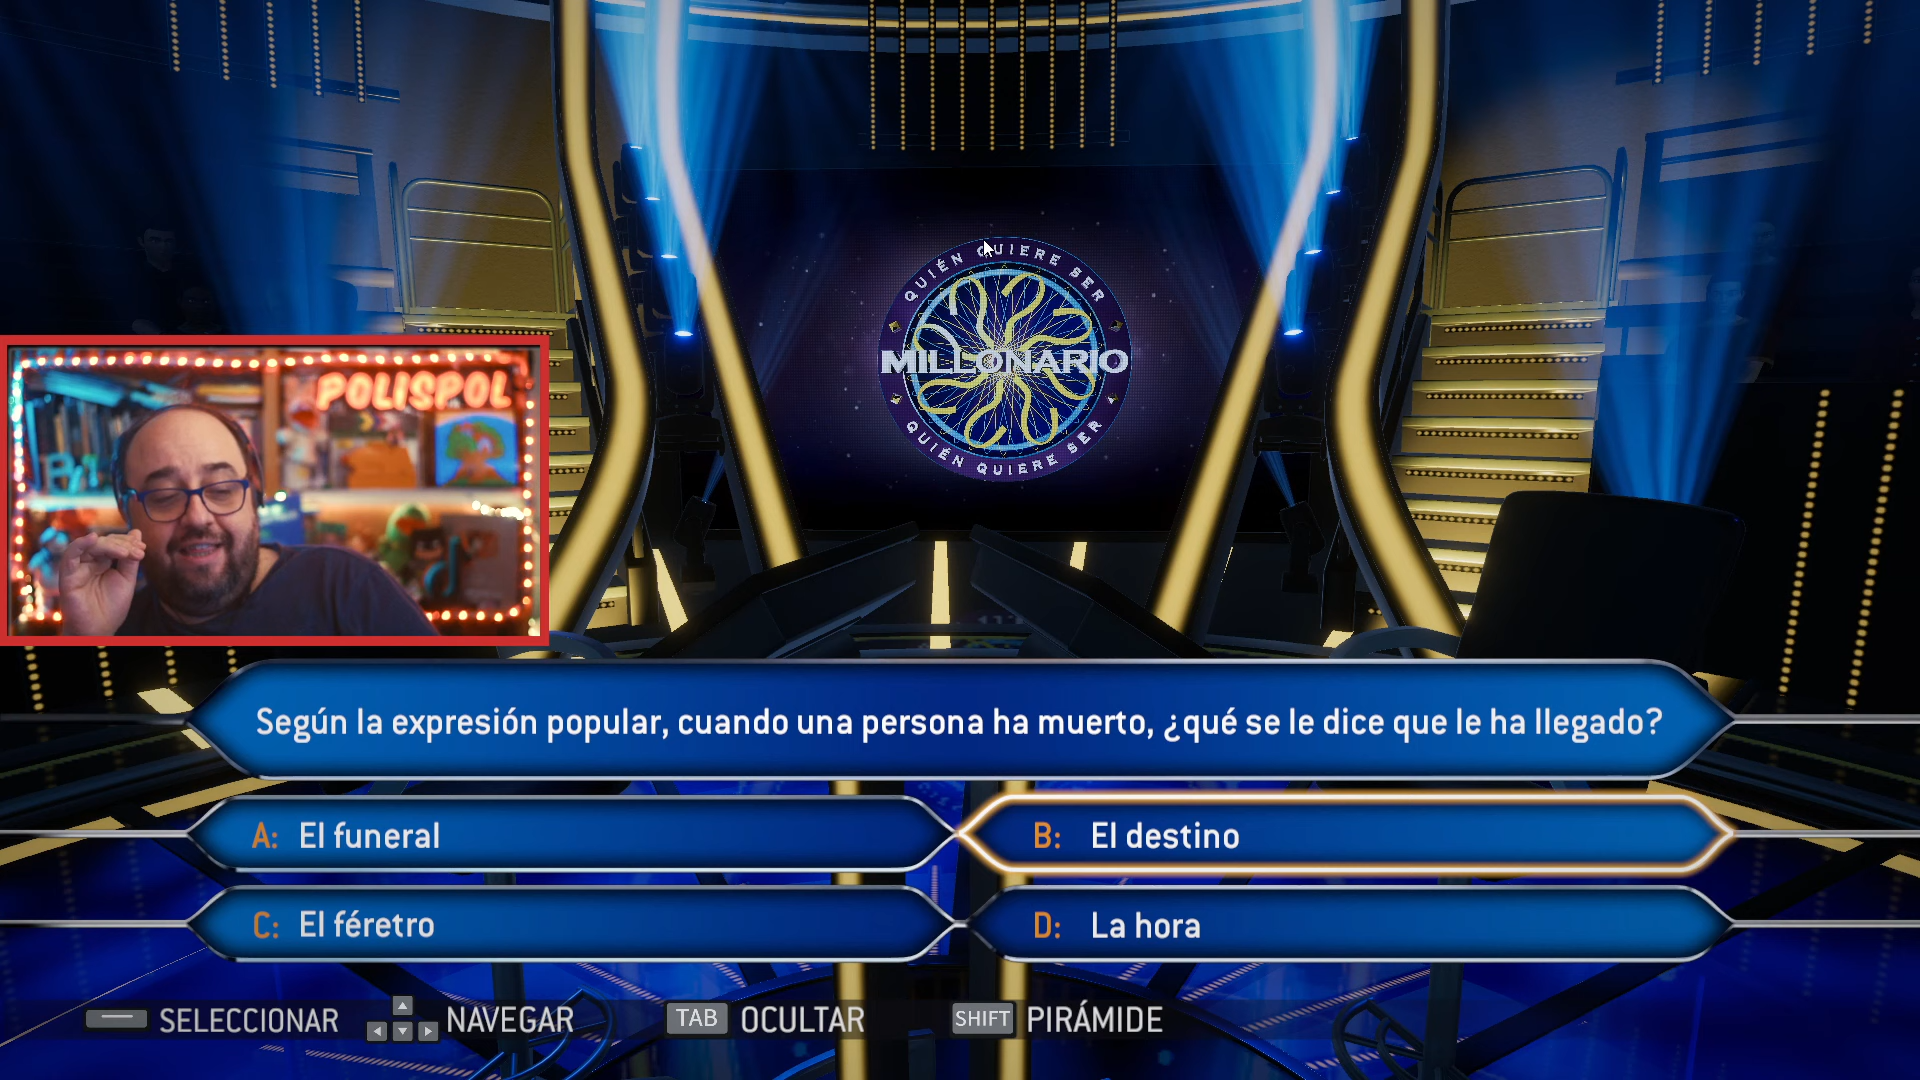 QUIÉN QUIERE SER
MILLONARIO
QUIÉN QUIERE SER
POLISPOL
Según la expresión popular, cuando una persona ha muerto, ¿qué se le dice que le ha llegado?
A: El funeral
B: El destino
C: El féretro
D: La hora
SELECCIONAR
NAVEGAR
TAB OCULTAR
SHIFT PIRÁMIDE